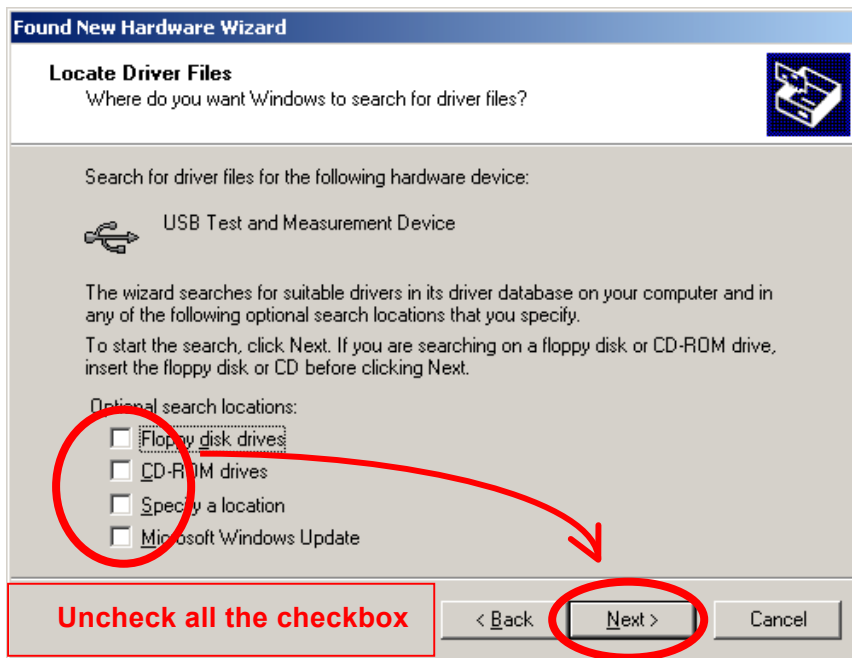 Found New Hardware Wizard
Locate Driver Files
Where do you want Windows to search for driver files?
Search for driver files for the following hardware device:
USB Test and Measurement Device
The wizard searches for suitable drivers in its driver database on your computer and in
any of the following optional search locations that you specify.
To start the search, click Next. If you are searching on a floppy disk or CD-ROM drive,
insert the floppy disk or CD before clicking Next.
Optional search locations:
Floppy disk drives
CD-ROM drives
Specify a location
Microsoft Windows Update
Uncheck all the checkbox
< Back
Next >
Cancel